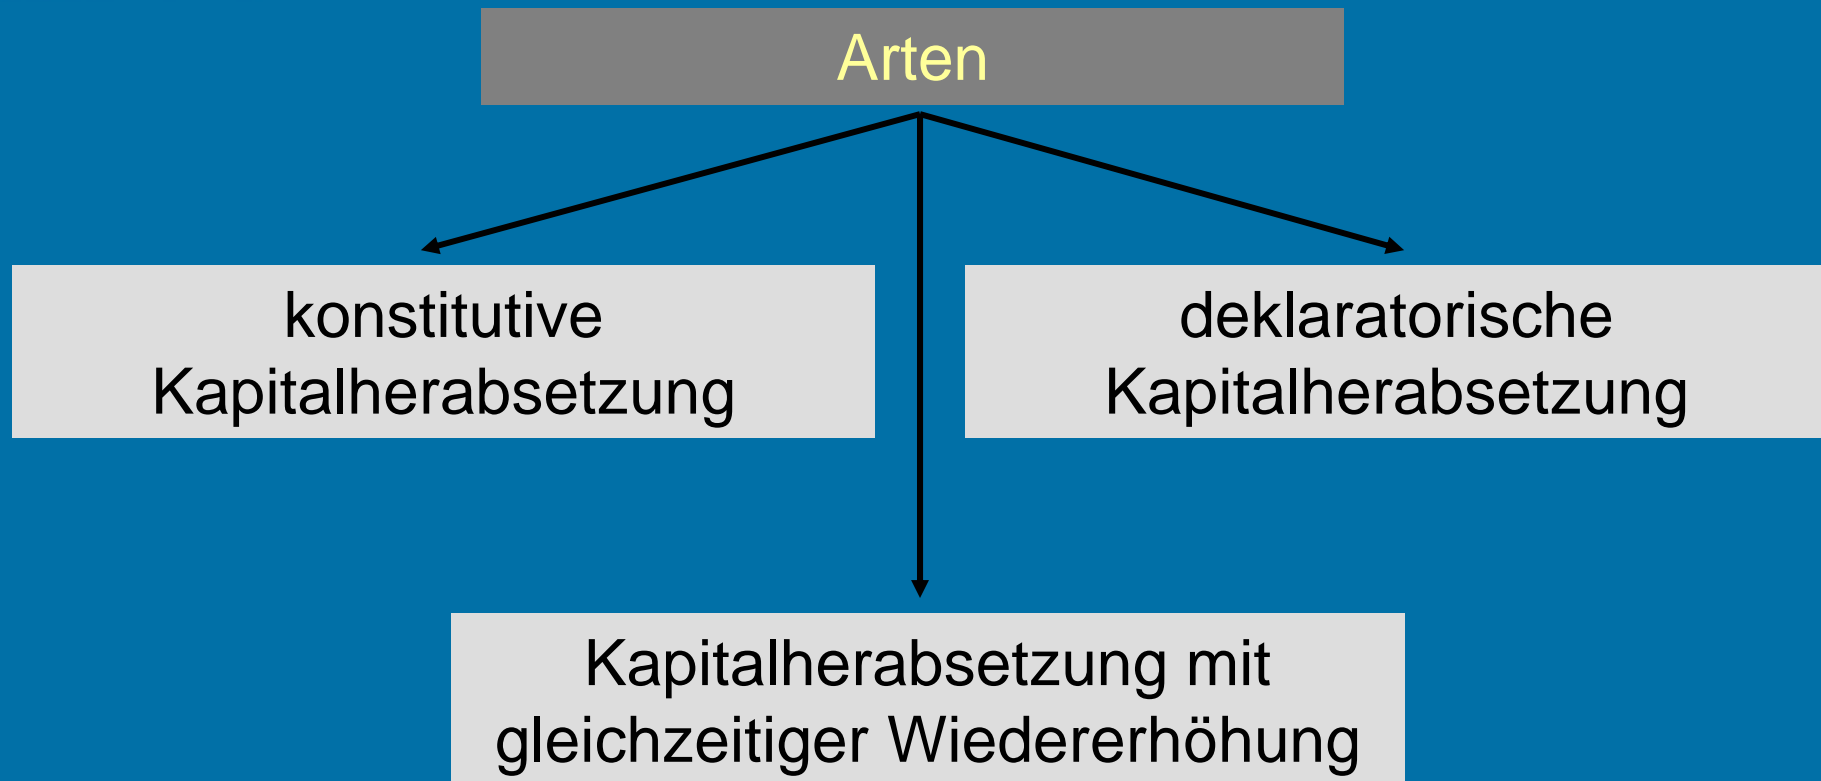 Arten
konstitutive
Kapitalherabsetzung
deklaratorische
Kapitalherabsetzung
Kapitalherabsetzung mit
gleichzeitiger Wiedererhöhung